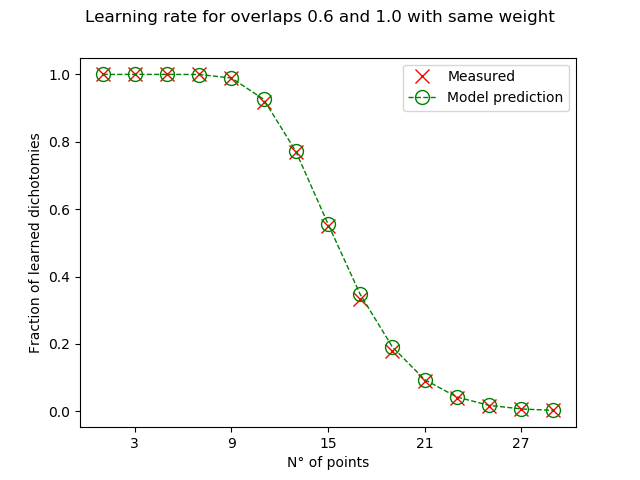 Learning rate for overlaps 0.6 and 1.0 with same weight
Measured
Model prediction
Fraction of learned dichotomies
1.0
0.8
0.6
0.4
0.2
0.0
3 9 15 21 27
N° of points